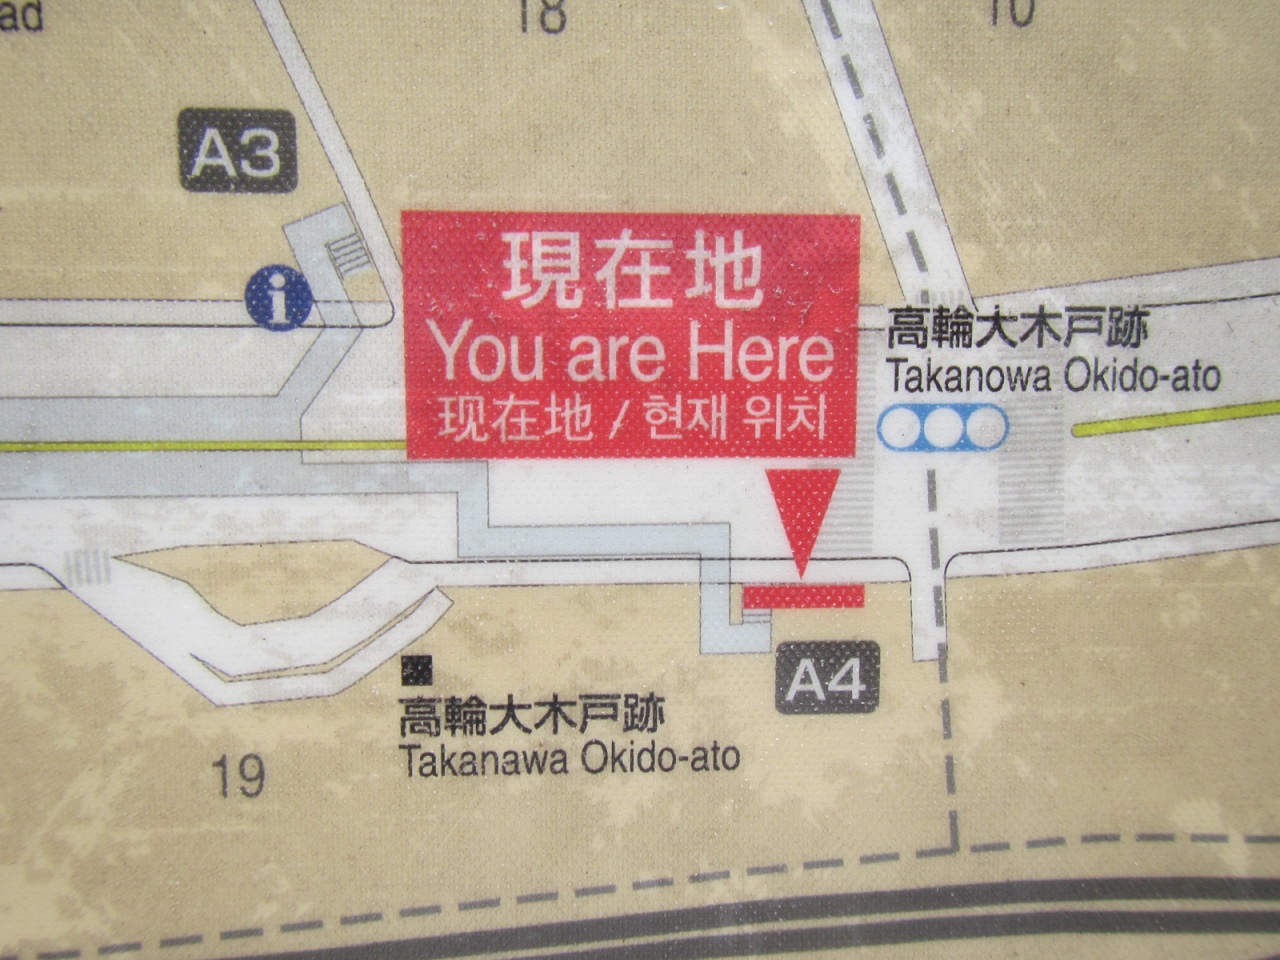 ad
18
A3
i
現在地
You are Here
现在地 / 현재 위치
高輪大木戸跡
Takanowa Okido-ato
A4
高輪大木戸跡
Takanawa Okido-ato
19